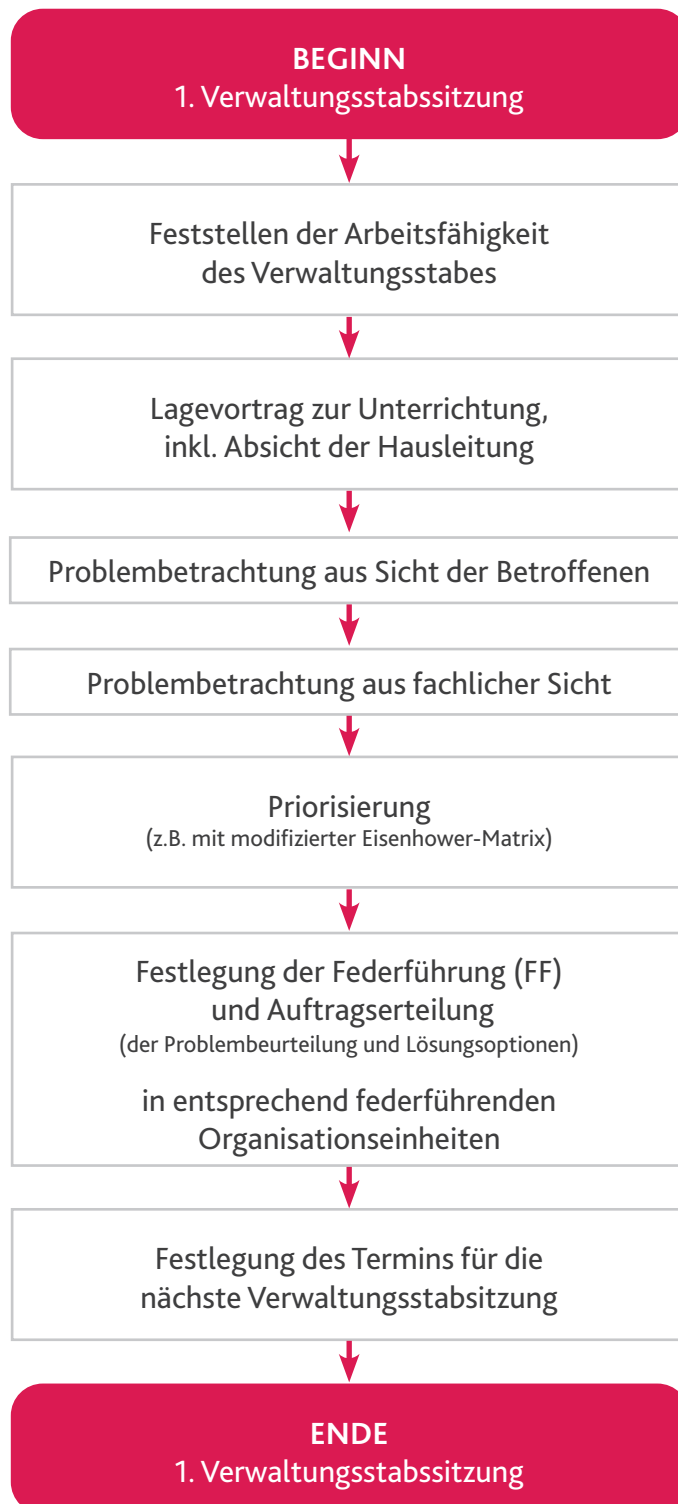 BEGINN
1. Verwaltungsstabssitzung
Feststellen der Arbeitsfähigkeit
des Verwaltungsstabes
Lagevortrag zur Unterrichtung,
inkl. Absicht der Hausleitung
Problembetrachtung aus Sicht der Betroffenen
Problembetrachtung aus fachlicher Sicht
Priorisierung
(z.B. mit modifizierter Eisenhower-Matrix)
Festlegung der Federführung (FF)
und Auftragserteilung
(der Problembeurteilung und Lösungsoptionen)
in entsprechend federführenden
Organisationseinheiten
Festlegung des Termins für die
nächste Verwaltungsstabsitzung
ENDE
1. Verwaltungsstabssitzung